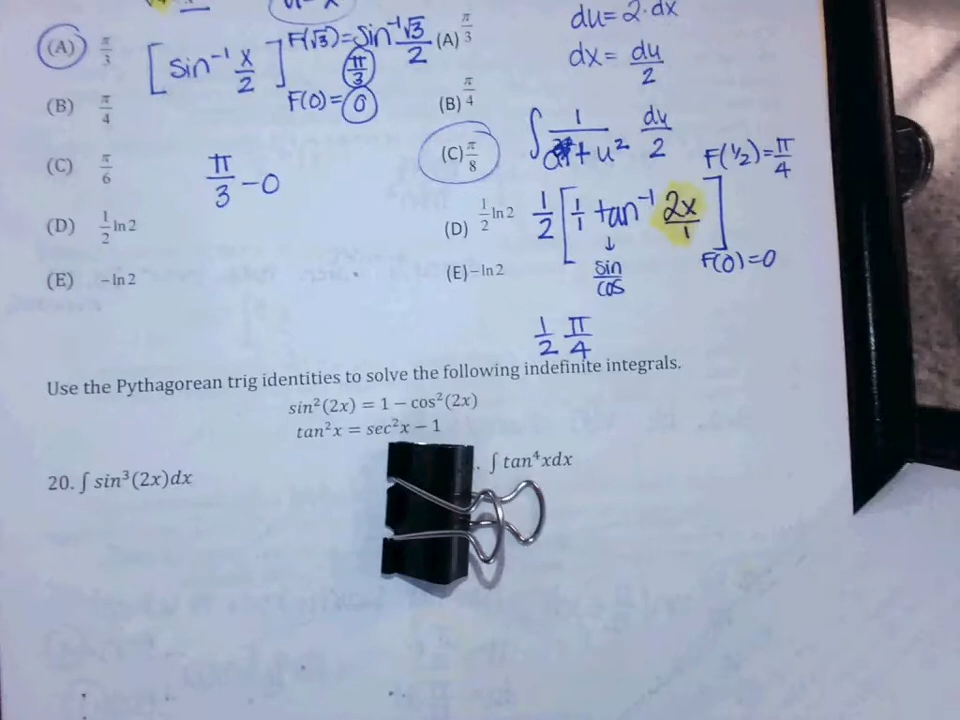 du = 2·dx
(A) π/3
[sin⁻¹ x/2]
F(√3) = sin⁻¹ √3/2
π/3
F(0) = 0
(B) π/4
(C) π/6
π/3 - 0
(D) 1/2 ln 2
(E) -ln 2
(A) π/3
dx = du/2
(B) π/4
(C) π/8
+ u² du/2
F(1/2) = π/4
(D) 1/2 ln 2
1/2 [1/1 tan⁻¹ 2x/1]
↓
sin/cos
F(0) = 0
(E) -ln 2
1/2 π/4
Use the Pythagorean trig identities to solve the following indefinite integrals.
sin²(2x) = 1 - cos²(2x)
tan²x = sec²x - 1
20. ∫ sin³(2x)dx
. ∫ tan⁴xdx